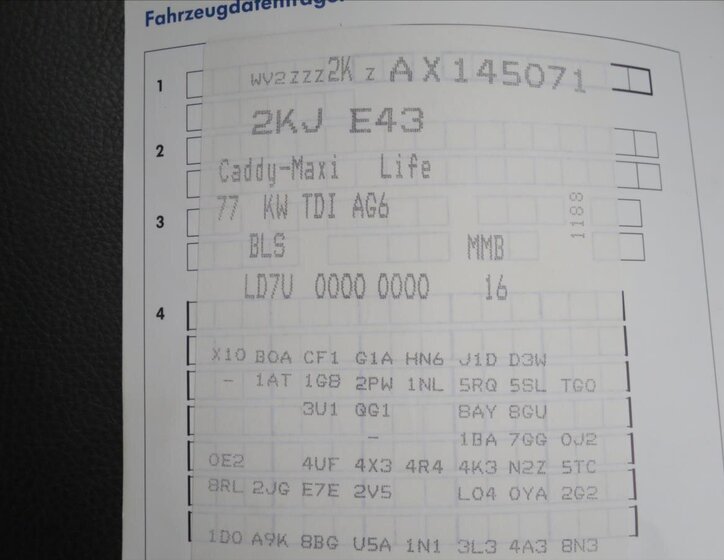 Fahrzeugdatenträger
1 WV2ZZZ2K Z AX145071
2KJ E43
2
Caddy-Maxi Life
77 KW TDI AG6 1188
3
BLS MMB
LD7U 0000 0000 16
4
X10 B0A CF1 G1A HN6 J1D D3W
- 1AT 1G8 2PW 1NL 5RQ 5SL TG0
3U1 QG1 8AY 8GU
- 1BA 7GG 0J2
0E2 4UF 4X3 4R4 4K3 N2Z 5TC
8RL 2JG E7E 2V5 L04 0YA 2G2
1D0 A9K 8BG U5A 1N1 3L3 4A3 8N3